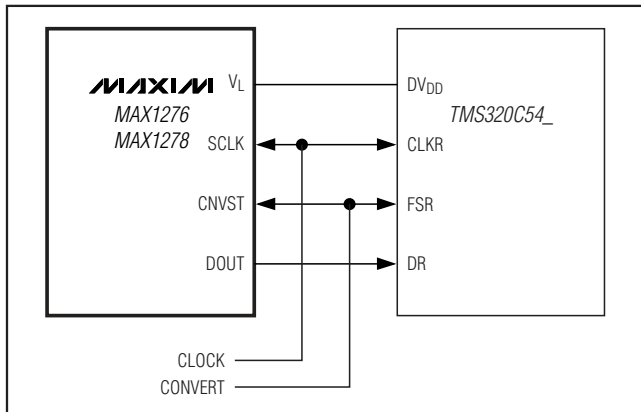 MAXIM
MAX1276
MAX1278
VL
SCLK
CNVST
DOUT
DVDD
TMS320C54_
CLKR
FSR
DR
CLOCK
CONVERT